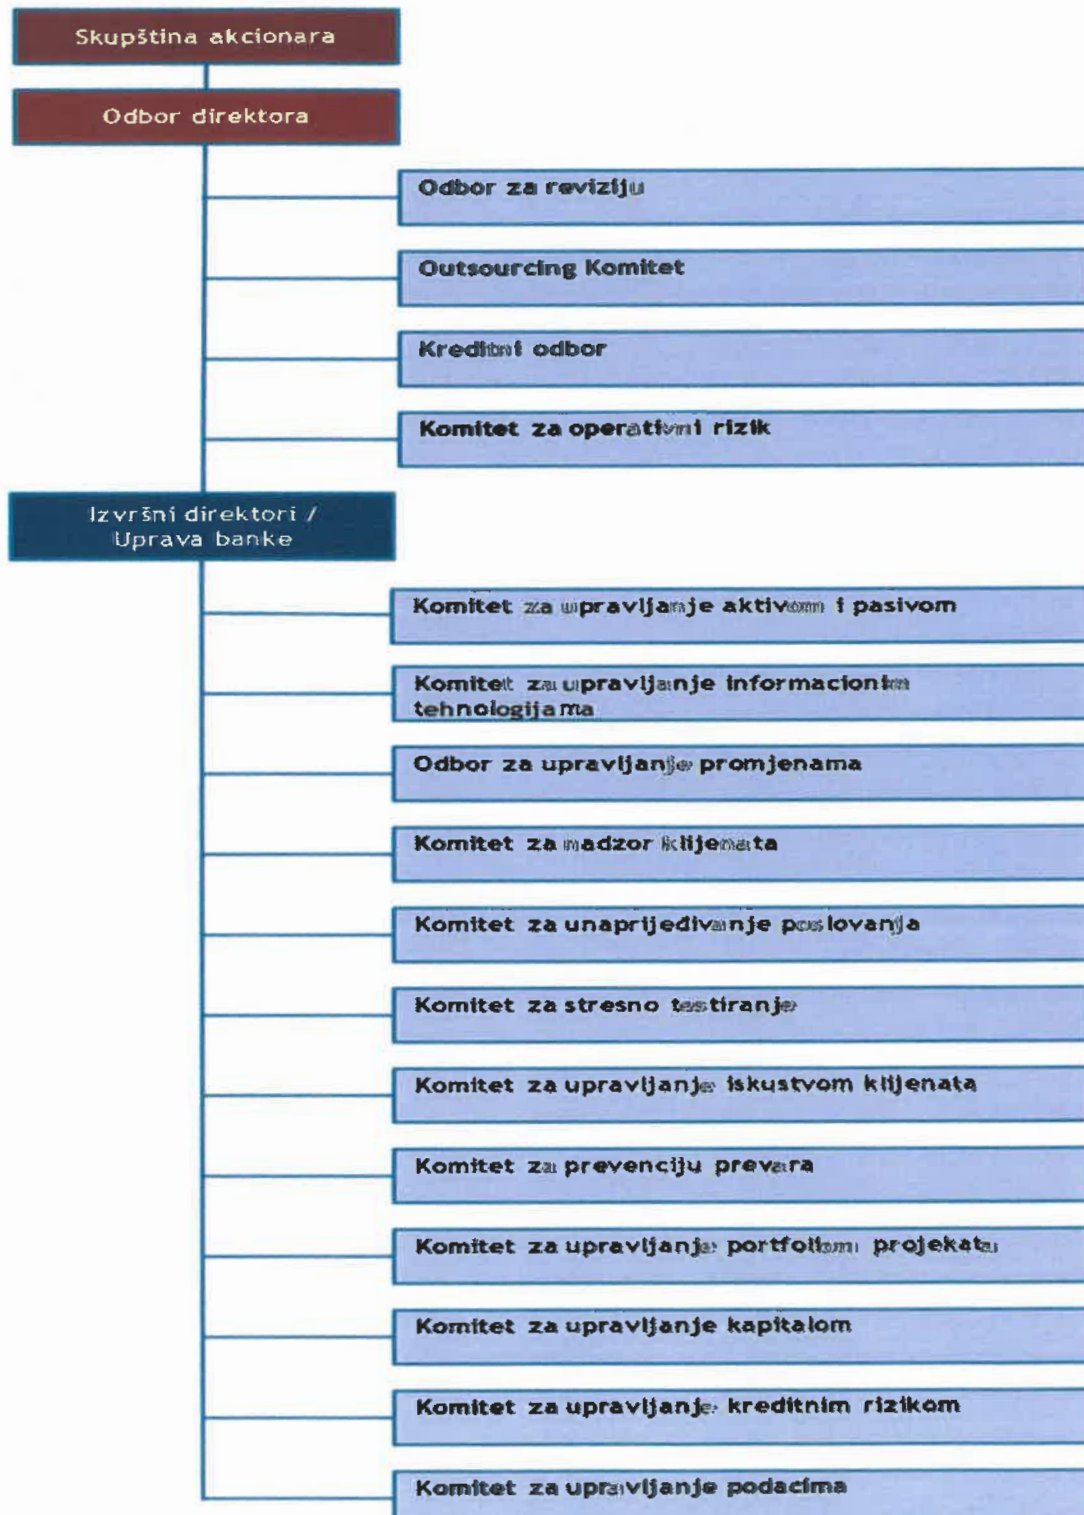 Skupština akcionara
Odbor direktora
Odbor za reviziju
Outsourcing Komitet
Kreditni odbor
Komitet za operativni rizik
Izvršni direktori /
Uprava banke
Komitet za upravljanje aktivom i pasivom
Komitet za upravljanje informacionim
tehnologijama
Odbor za upravljanje promjenama
Komitet za nadzor klijenata
Komitet za unaprijeđivanje poslovanja
Komitet za stresno testiranje
Komitet za upravljanje iskustvom klijenata
Komitet za prevenciju prevara
Komitet za upravljanje portfoliom projekata
Komitet za upravljanje kapitalom
Komitet za upravljanje kreditnim rizikom
Komitet za upravljanje podacima